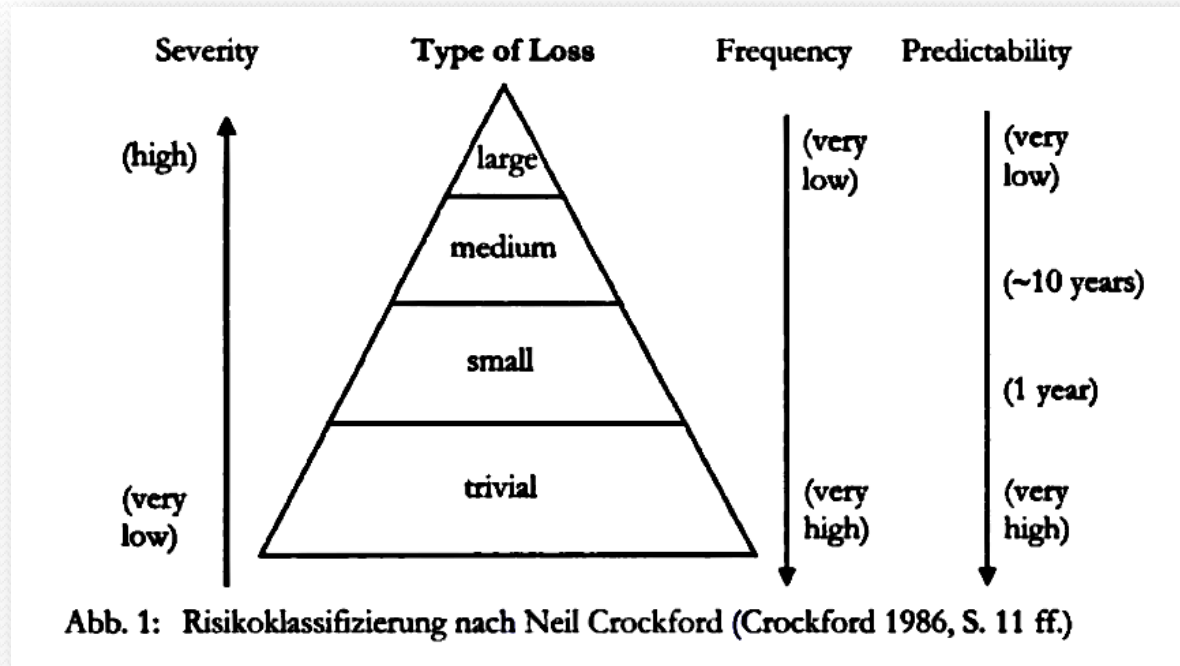 Severity Type of Loss Frequency Predictability
(high) large (very low) (very low)
medium (~10 years)
small (1 year)
(very low) trivial (very high) (very high)
Abb. 1: Risikoklassifizierung nach Neil Crockford (Crockford 1986, S. 11 ff.)